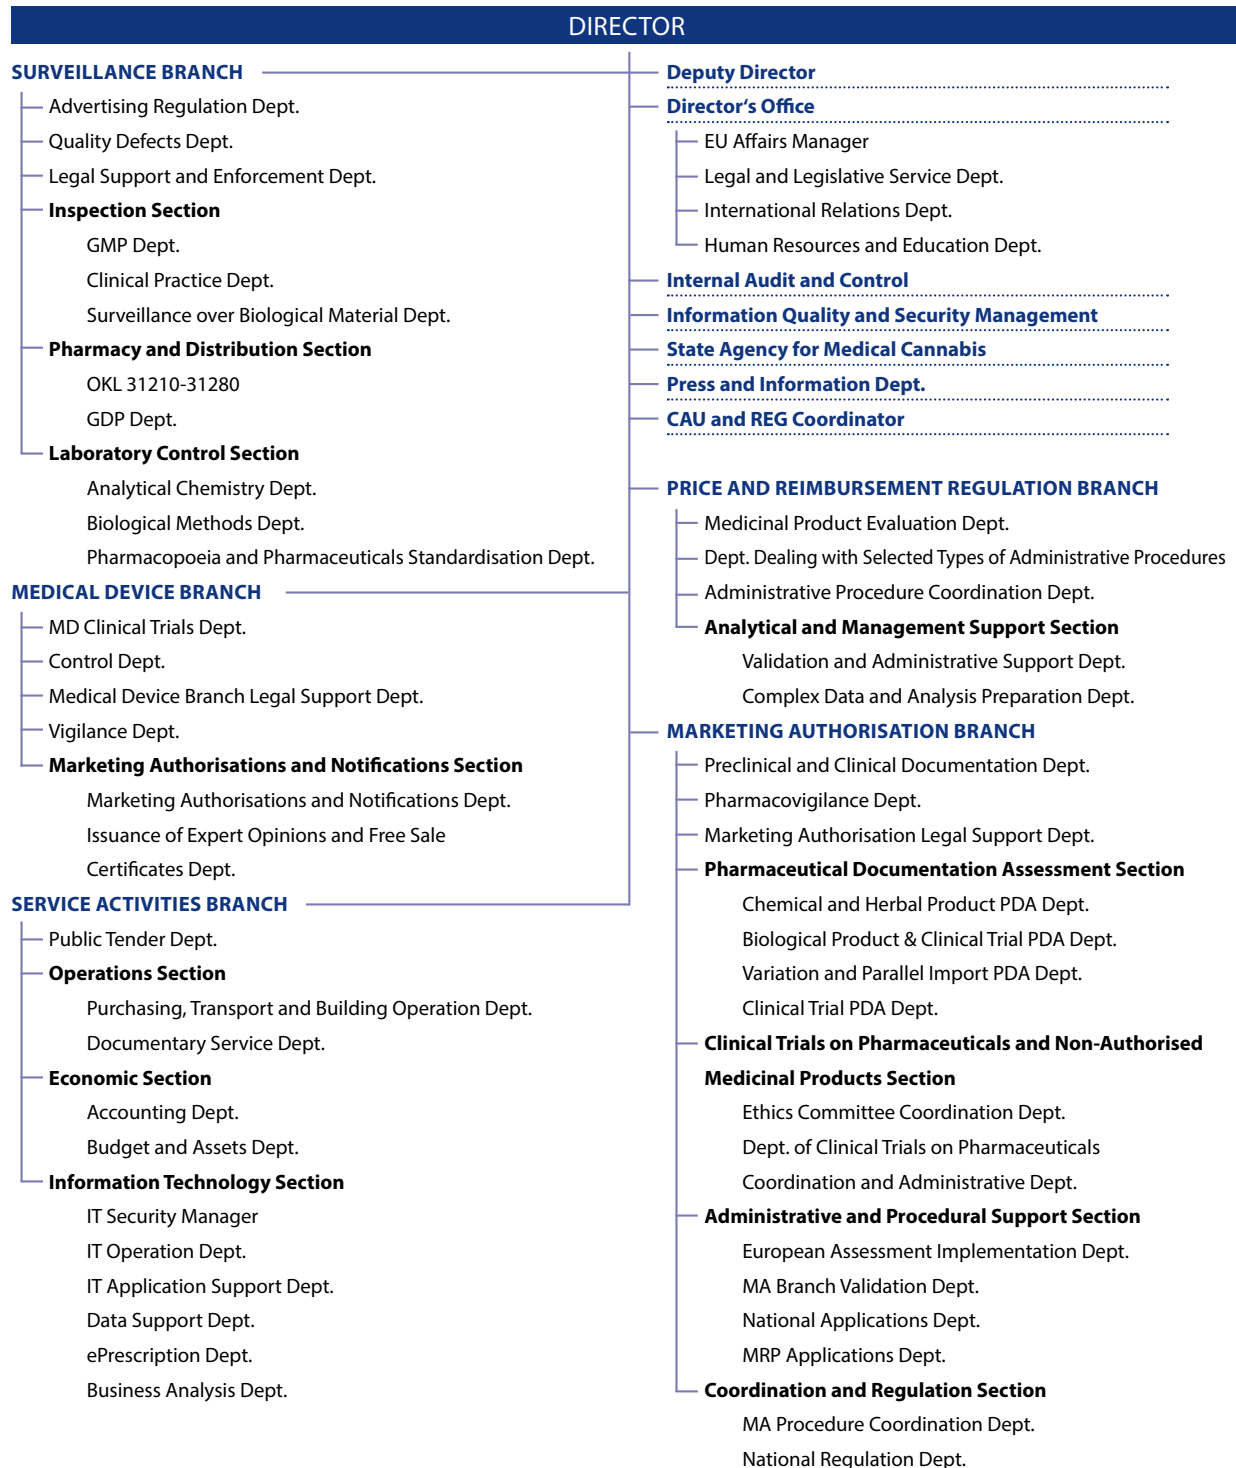 DIRECTOR
SURVEILLANCE BRANCH
Advertising Regulation Dept.
Quality Defects Dept.
Legal Support and Enforcement Dept.
Inspection Section
GMP Dept.
Clinical Practice Dept.
Surveillance over Biological Material Dept.
Pharmacy and Distribution Section
OKL 31210-31280
GDP Dept.
Laboratory Control Section
Analytical Chemistry Dept.
Biological Methods Dept.
Pharmacopoeia and Pharmaceuticals Standardisation Dept.
MEDICAL DEVICE BRANCH
MD Clinical Trials Dept.
Control Dept.
Medical Device Branch Legal Support Dept.
Vigilance Dept.
Marketing Authorisations and Notifications Section
Marketing Authorisations and Notifications Dept.
Issuance of Expert Opinions and Free Sale
Certificates Dept.
SERVICE ACTIVITIES BRANCH
Public Tender Dept.
Operations Section
Purchasing, Transport and Building Operation Dept.
Documentary Service Dept.
Economic Section
Accounting Dept.
Budget and Assets Dept.
Information Technology Section
IT Security Manager
IT Operation Dept.
IT Application Support Dept.
Data Support Dept.
ePrescription Dept.
Business Analysis Dept.
Deputy Director
Director‘s Office
EU Affairs Manager
Legal and Legislative Service Dept.
International Relations Dept.
Human Resources and Education Dept.
Internal Audit and Control
Information Quality and Security Management
State Agency for Medical Cannabis
Press and Information Dept.
CAU and REG Coordinator
PRICE AND REIMBURSEMENT REGULATION BRANCH
Medicinal Product Evaluation Dept.
Dept. Dealing with Selected Types of Administrative Procedures
Administrative Procedure Coordination Dept.
Analytical and Management Support Section
Validation and Administrative Support Dept.
Complex Data and Analysis Preparation Dept.
MARKETING AUTHORISATION BRANCH
Preclinical and Clinical Documentation Dept.
Pharmacovigilance Dept.
Marketing Authorisation Legal Support Dept.
Pharmaceutical Documentation Assessment Section
Chemical and Herbal Product PDA Dept.
Biological Product & Clinical Trial PDA Dept.
Variation and Parallel Import PDA Dept.
Clinical Trial PDA Dept.
Clinical Trials on Pharmaceuticals and Non-Authorised
Medicinal Products Section
Ethics Committee Coordination Dept.
Dept. of Clinical Trials on Pharmaceuticals
Coordination and Administrative Dept.
Administrative and Procedural Support Section
European Assessment Implementation Dept.
MA Branch Validation Dept.
National Applications Dept.
MRP Applications Dept.
Coordination and Regulation Section
MA Procedure Coordination Dept.
National Regulation Dept.